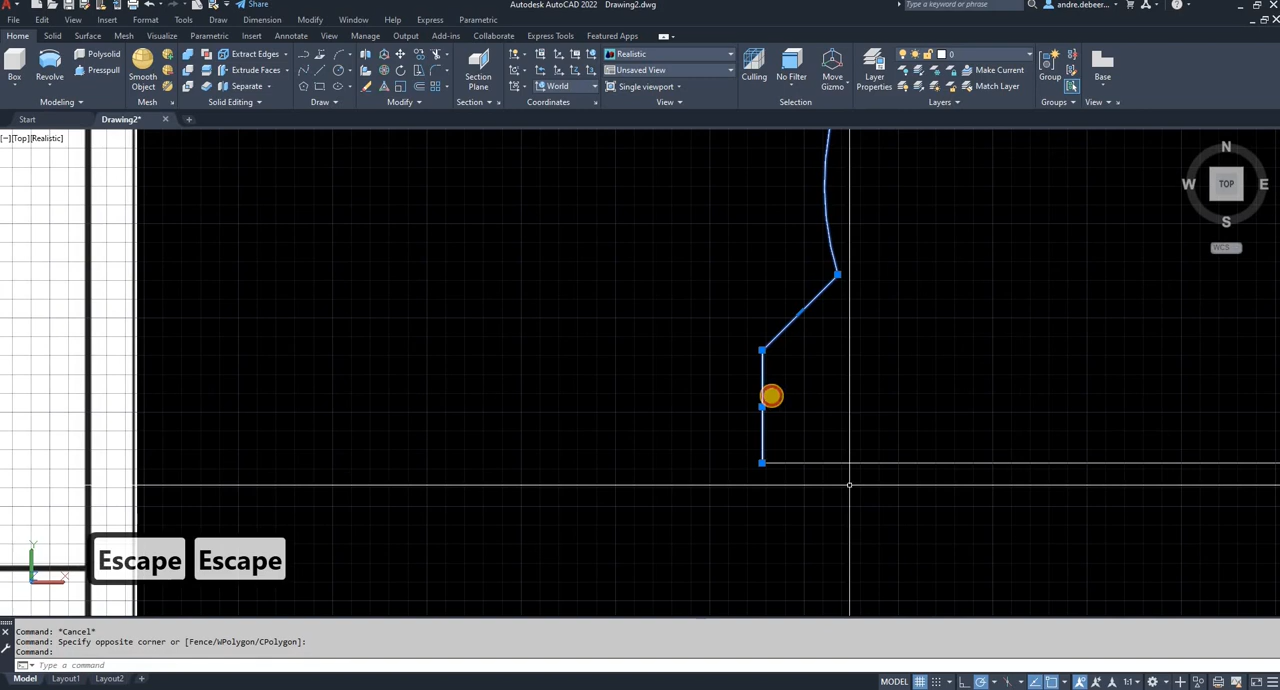 Share
Autodesk AutoCAD 2022 Drawing2.dwg
Type a keyword or phrase
andre.debeer...
File Edit View Insert Format Tools Draw Dimension Modify Window Help Express Parametric
Home Solid Surface Mesh Visualize Parametric Insert Annotate View Manage Output Add-ins Collaborate Express Tools Featured Apps
Polysolid
Extract Edges
Realistic
Presspull
Extrude Faces
Unsaved View
Make Current
Box
Revolve
Smooth Object
Separate
Section Plane
World
Single viewport
Culling
No Filter
Move Gizmo
Layer Properties
0
Match Layer
Group
Base
Modeling
Mesh
Solid Editing
Draw
Modify
Section
Coordinates
View
Selection
Layers
Groups
View
Start
Drawing2*
[−][Top][Realistic]
N
W
TOP
E
S
WCS
Y
X
Escape Escape
Command: *Cancel*
Command: Specify opposite corner or [Fence/WPolygon/CPolygon]:
Command:
Type a command
Model Layout1 Layout2
MODEL
1:1